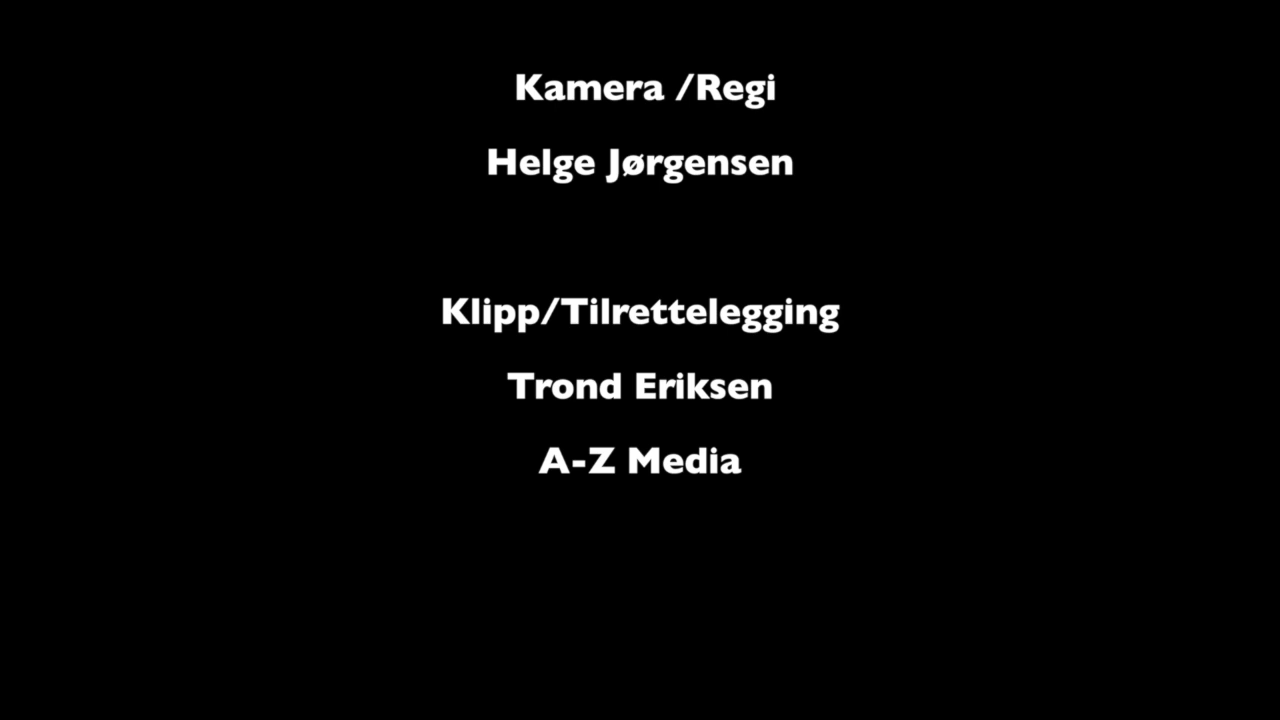 Kamera /Regi
Helge Jørgensen
Klipp/Tilrettelegging
Trond Eriksen
A-Z Media